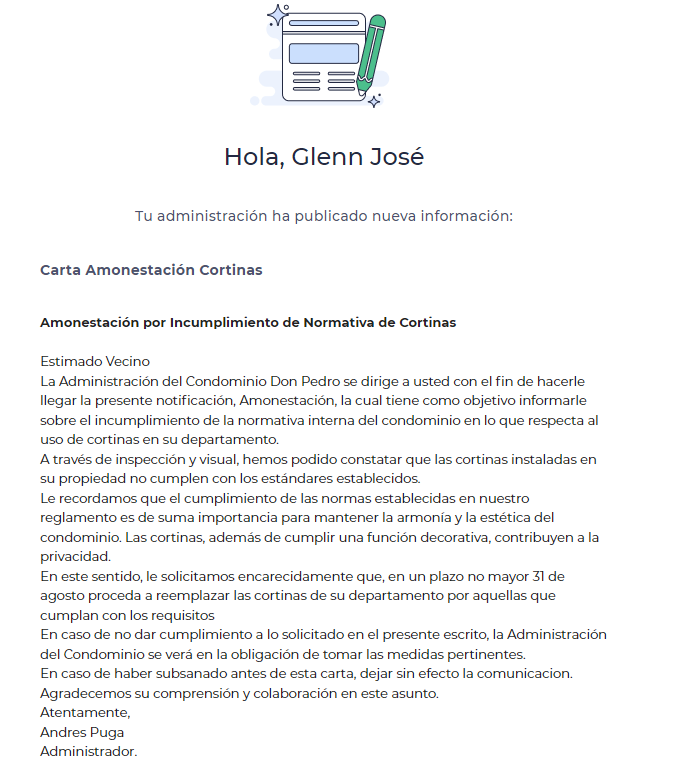 Hola, Glenn José
Tu administración ha publicado nueva información:
Carta Amonestación Cortinas
Amonestación por Incumplimiento de Normativa de Cortinas
Estimado Vecino
La Administración del Condominio Don Pedro se dirige a usted con el fin de hacerle
llegar la presente notificación, Amonestación, la cual tiene como objetivo informarle
sobre el incumplimiento de la normativa interna del condominio en lo que respecta al
uso de cortinas en su departamento.
A través de inspección y visual, hemos podido constatar que las cortinas instaladas en
su propiedad no cumplen con los estándares establecidos.
Le recordamos que el cumplimiento de las normas establecidas en nuestro
reglamento es de suma importancia para mantener la armonía y la estética del
condominio. Las cortinas, además de cumplir una función decorativa, contribuyen a la
privacidad.
En este sentido, le solicitamos encarecidamente que, en un plazo no mayor 31 de
agosto proceda a reemplazar las cortinas de su departamento por aquellas que
cumplan con los requisitos
En caso de no dar cumplimiento a lo solicitado en el presente escrito, la Administración
del Condominio se verá en la obligación de tomar las medidas pertinentes.
En caso de haber subsanado antes de esta carta, dejar sin efecto la comunicacion.
Agradecemos su comprensión y colaboración en este asunto.
Atentamente,
Andres Puga
Administrador.